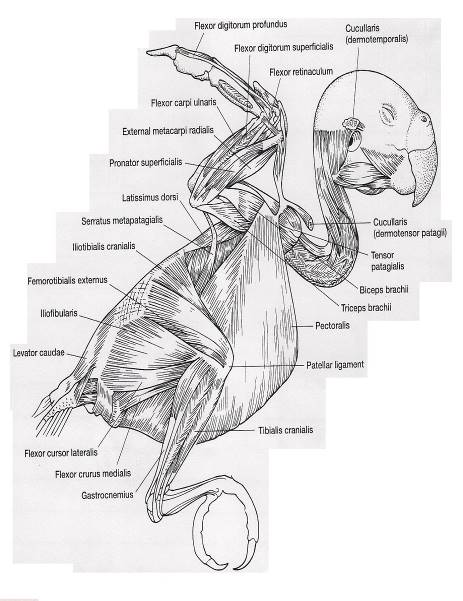 Flexor digitorum profundus
Cucullaris
(dermotemporalis)
Flexor digitorum superficialis
Flexor retinaculum
Flexor carpi ulnaris
External metacarpi radialis
Pronator superficialis
Latissimus dorsi
Serratus metapatagialis
Cucullaris
(dermotensor patagii)
Iliotibialis cranialis
Tensor
patagialis
Femorotibialis externus
Biceps brachii
Triceps brachii
Iliofibularis
Pectoralis
Levator caudae
Patellar ligament
Tibialis cranialis
Flexor cursor lateralis
Flexor crurus medialis
Gastrocnemius